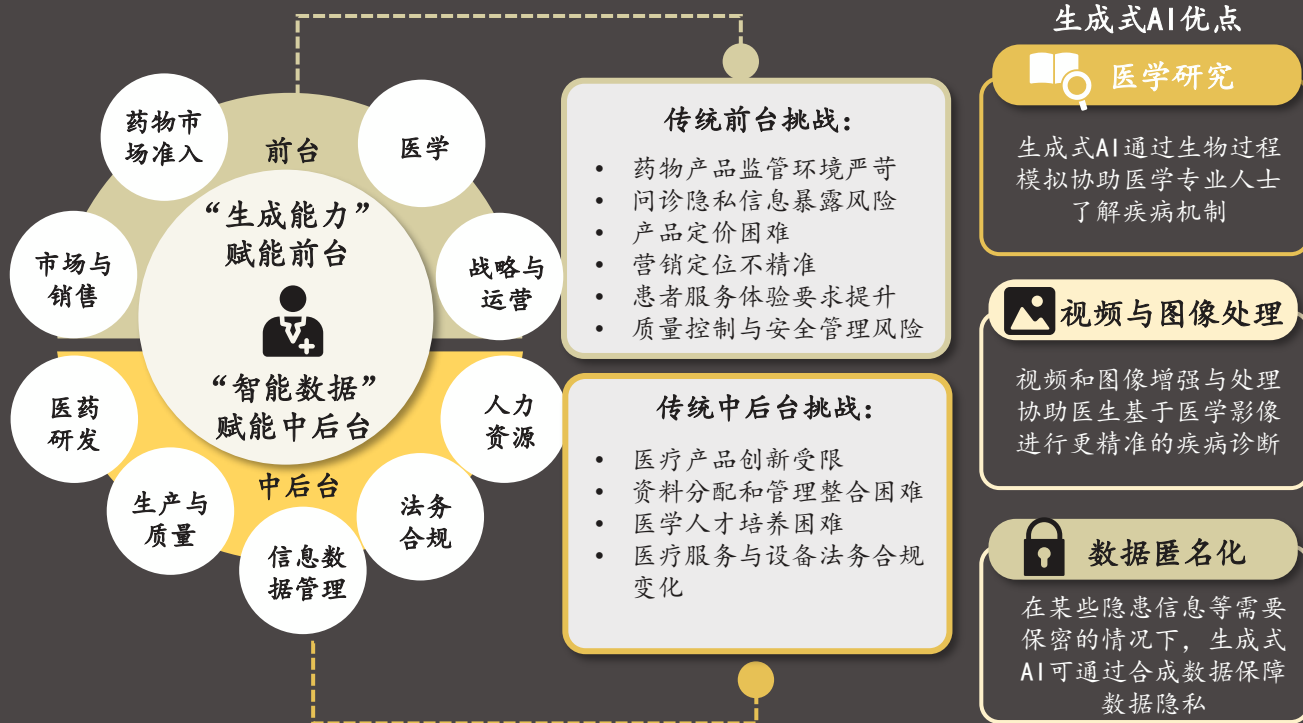 药物市
场准入
前台
医学
“生成能力”
赋能前台
市场与
销售
战略与
运营
“智能数据”
赋能中后台
医药
研发
人力
资源
中后台
生产与
质量
法务
合规
信息数
据管理
传统前台挑战：
• 药物产品监管环境严苛
• 问诊隐私信息暴露风险
• 产品定价困难
• 营销定位不精准
• 患者服务体验要求提升
• 质量控制与安全管理风险
传统中后台挑战：
• 医疗产品创新受限
• 资料分配和管理整合困难
• 医学人才培养困难
• 医疗服务与设备法务合规
变化
生成式AI优点
医学研究
生成式AI通过生物过程
模拟协助医学专业人士
了解疾病机制
视频与图像处理
视频和图像增强与处理
协助医生基于医学影像
进行更精准的疾病诊断
数据匿名化
在某些隐患信息等需要
保密的情况下，生成式
AI可通过合成数据保障
数据隐私